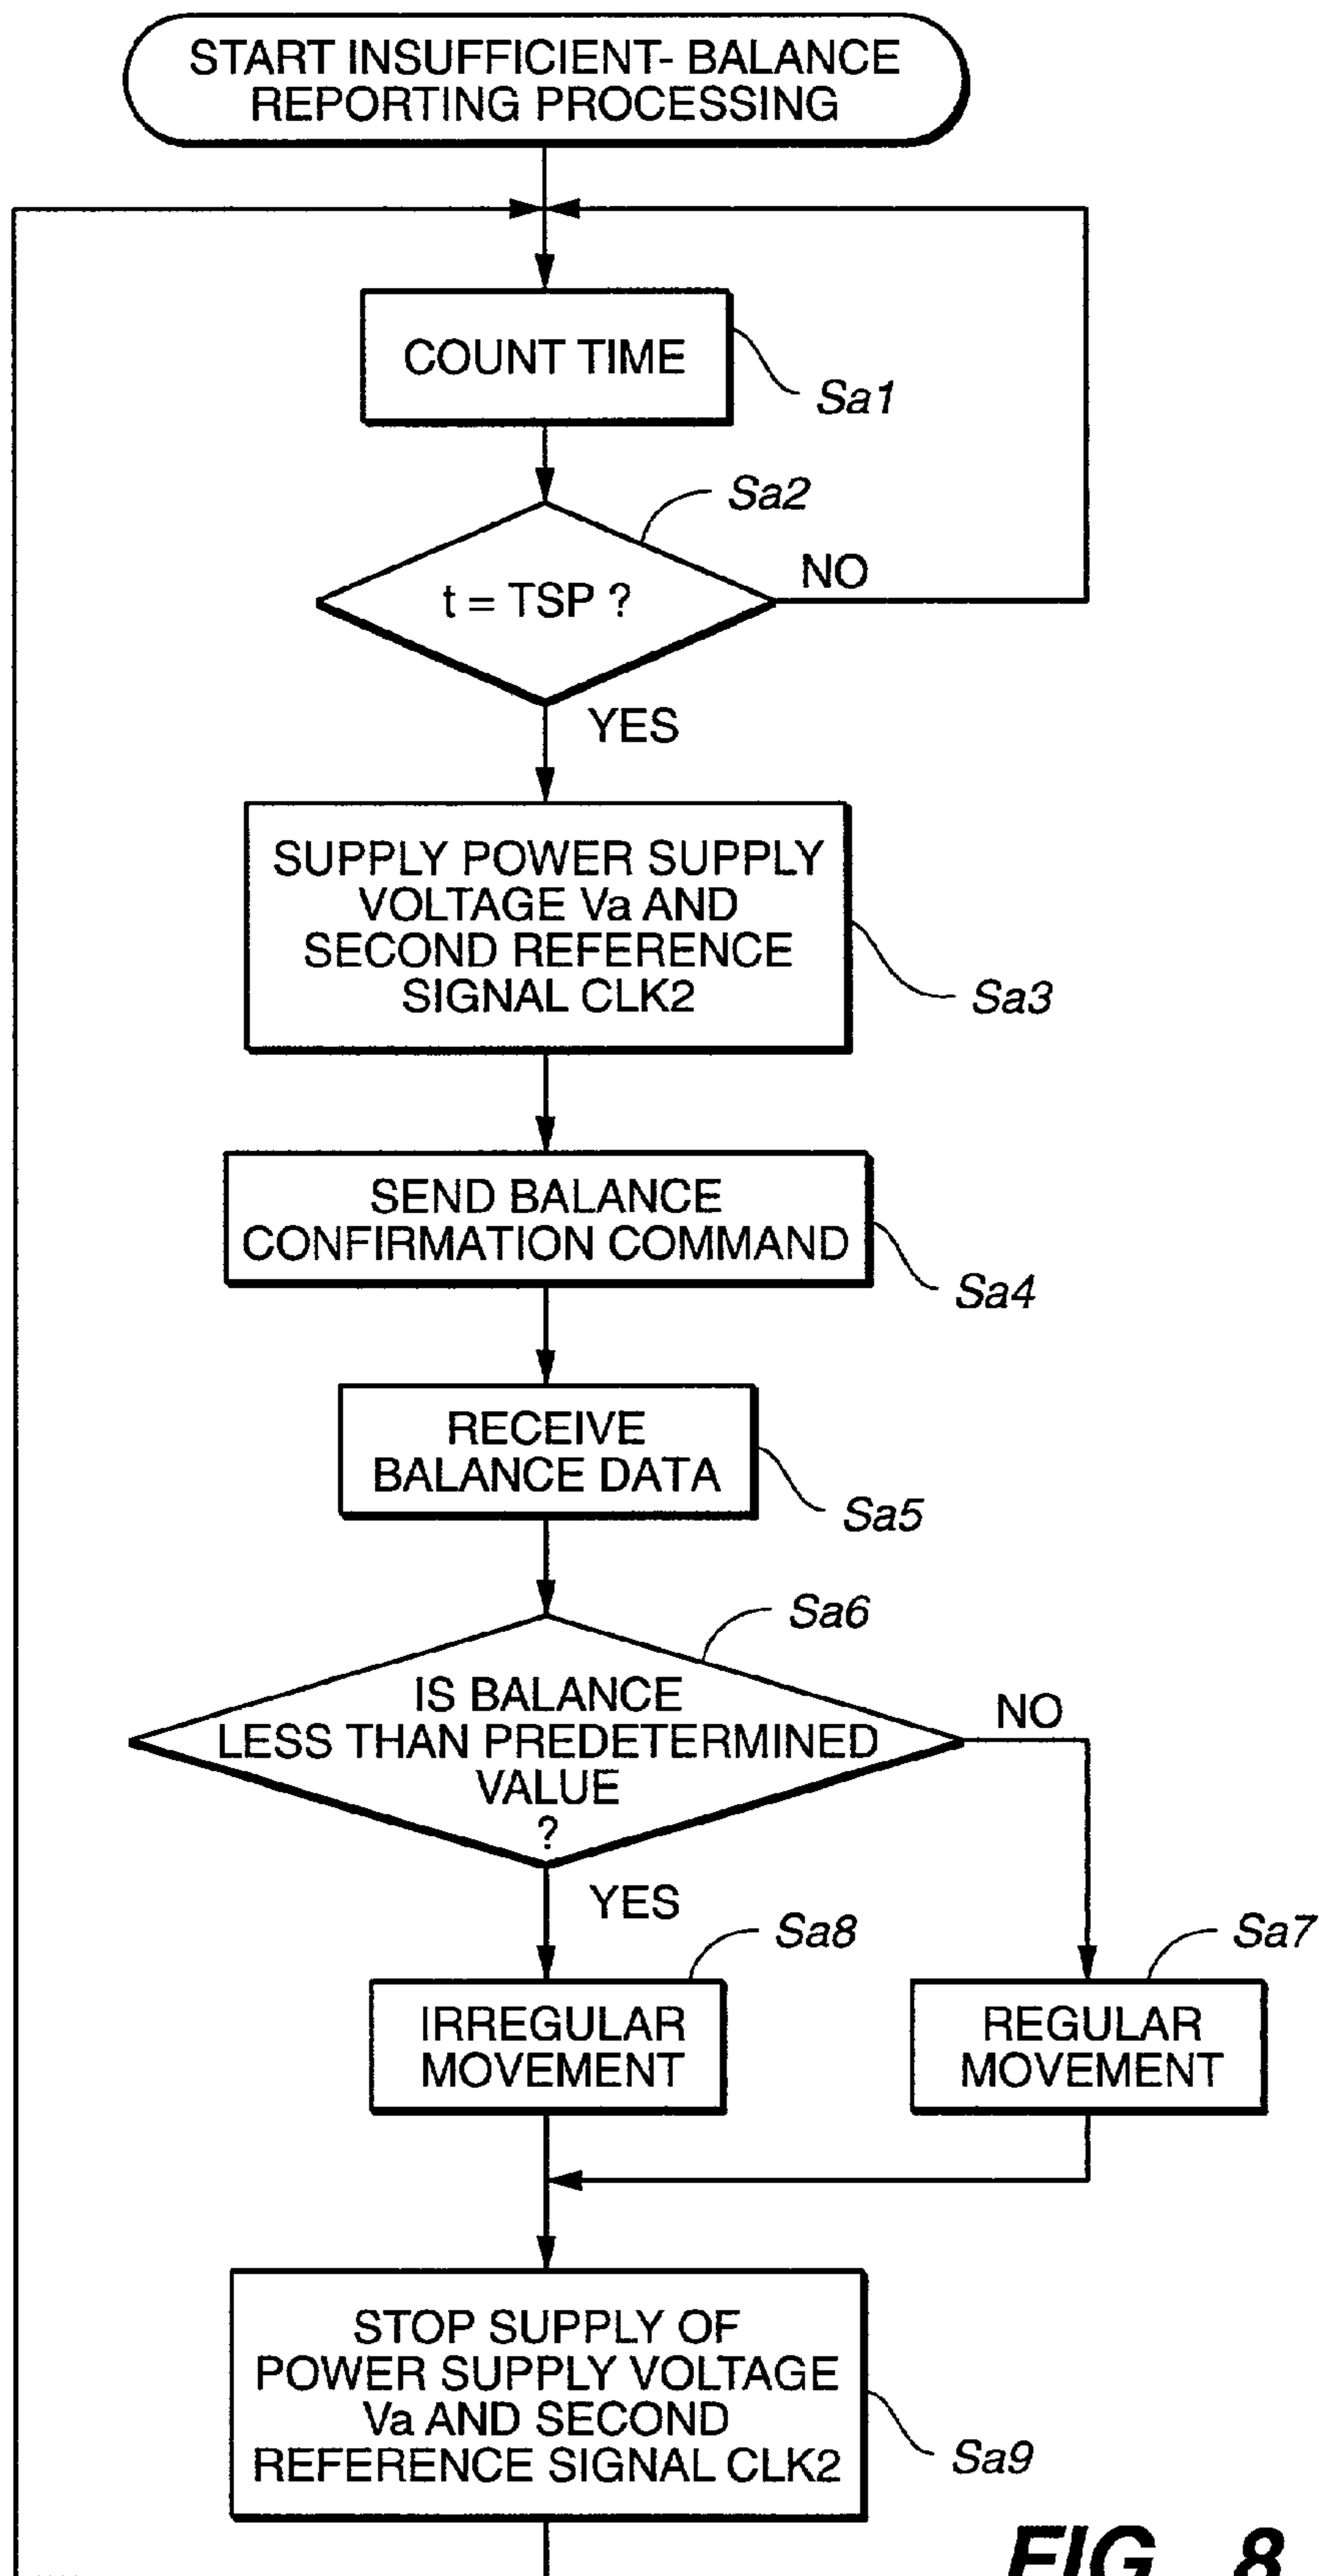 START INSUFFICIENT- BALANCE
REPORTING PROCESSING
COUNT TIME
Sa1
Sa2
t = TSP ?
NO
YES
SUPPLY POWER SUPPLY
VOLTAGE Va AND
SECOND REFERENCE
SIGNAL CLK2
Sa3
SEND BALANCE
CONFIRMATION COMMAND
Sa4
RECEIVE
BALANCE DATA
Sa5
Sa6
IS BALANCE
LESS THAN PREDETERMINED
VALUE
?
NO
YES
Sa8
Sa7
IRREGULAR
MOVEMENT
REGULAR
MOVEMENT
STOP SUPPLY OF
POWER SUPPLY VOLTAGE
Va AND SECOND
REFERENCE SIGNAL CLK2
Sa9
FIG. 8